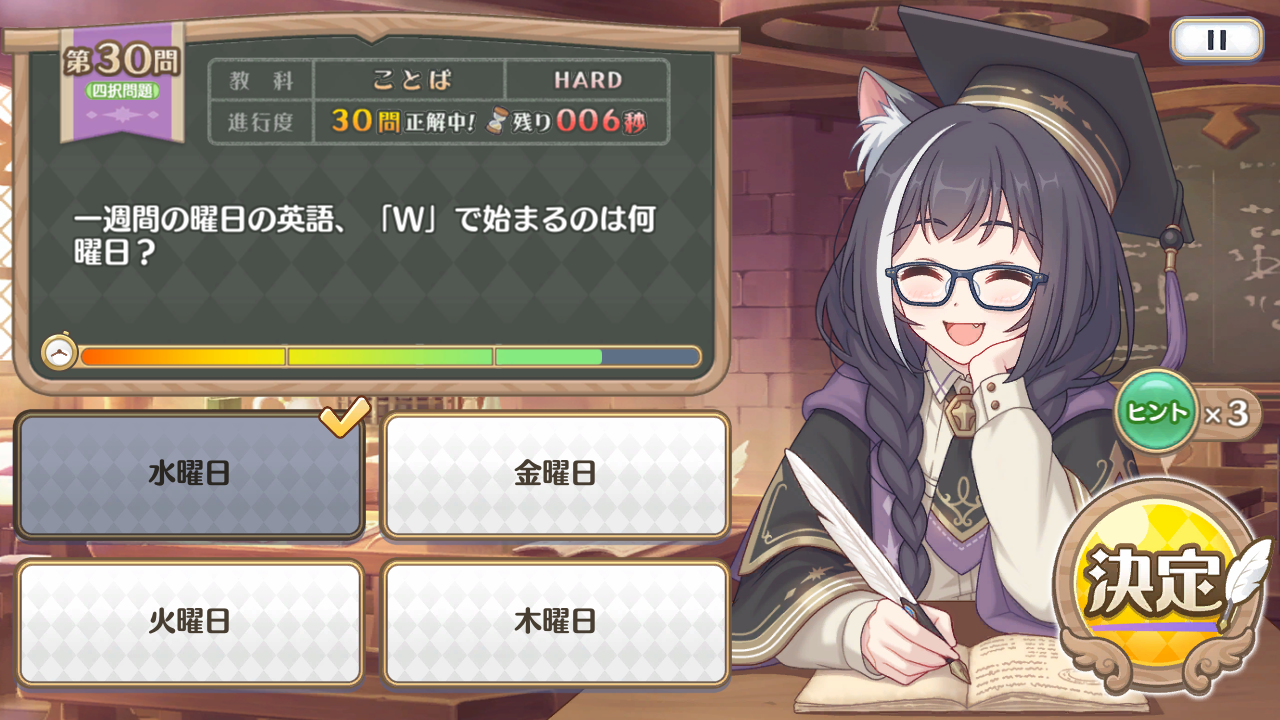 第30問
四択問題
教科 ことば HARD
進行度 30問正解中! 残り006秒
一週間の曜日の英語、「W」で始まるのは何
曜日?
水曜日
金曜日
火曜日
木曜日
ヒント ×3
決定